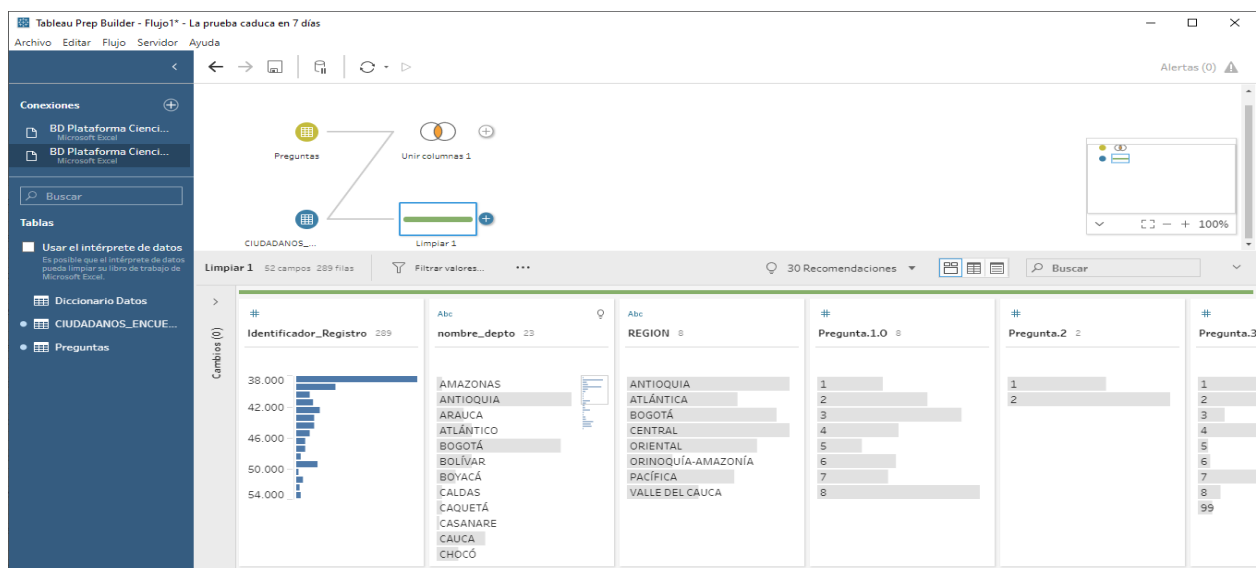 Tableau Prep Builder - Flujo1* - La prueba caduca en 7 días
Archivo Editar Flujo Servidor Ayuda
Alertas (0)
Conexiones
BD Plataforma Cienci...
Microsoft Excel
BD Plataforma Cienci...
Microsoft Excel
Buscar
Tablas
Usar el intérprete de datos
Es posible que el intérprete de datos
pueda limpiar su libro de trabajo de
Microsoft Excel.
Diccionario Datos
CIUDADANOS_ENCUE...
Preguntas
Preguntas
Unir columnas 1
CIUDADANOS_...
Limpiar 1
100%
Limpiar 1 52 campos 289 filas Filtrar valores... ... 30 Recomendaciones Buscar
Cambios (0)
#
Identificador_Registro 289
38.000
42.000
46.000
50.000
54.000
Abc
nombre_depto 23
AMAZONAS
ANTIOQUIA
ARAUCA
ATLÁNTICO
BOGOTÁ
BOLÍVAR
BOYACÁ
CALDAS
CAQUETÁ
CASANARE
CAUCA
CHOCÓ
Abc
REGION 8
ANTIOQUIA
ATLÁNTICA
BOGOTÁ
CENTRAL
ORIENTAL
ORINOQUÍA-AMAZONÍA
PACÍFICA
VALLE DEL CAUCA
#
Pregunta.1.0 8
1
2
3
4
5
6
7
8
#
Pregunta.2 2
1
2
#
Pregunta.3
1
2
3
4
5
6
7
8
99